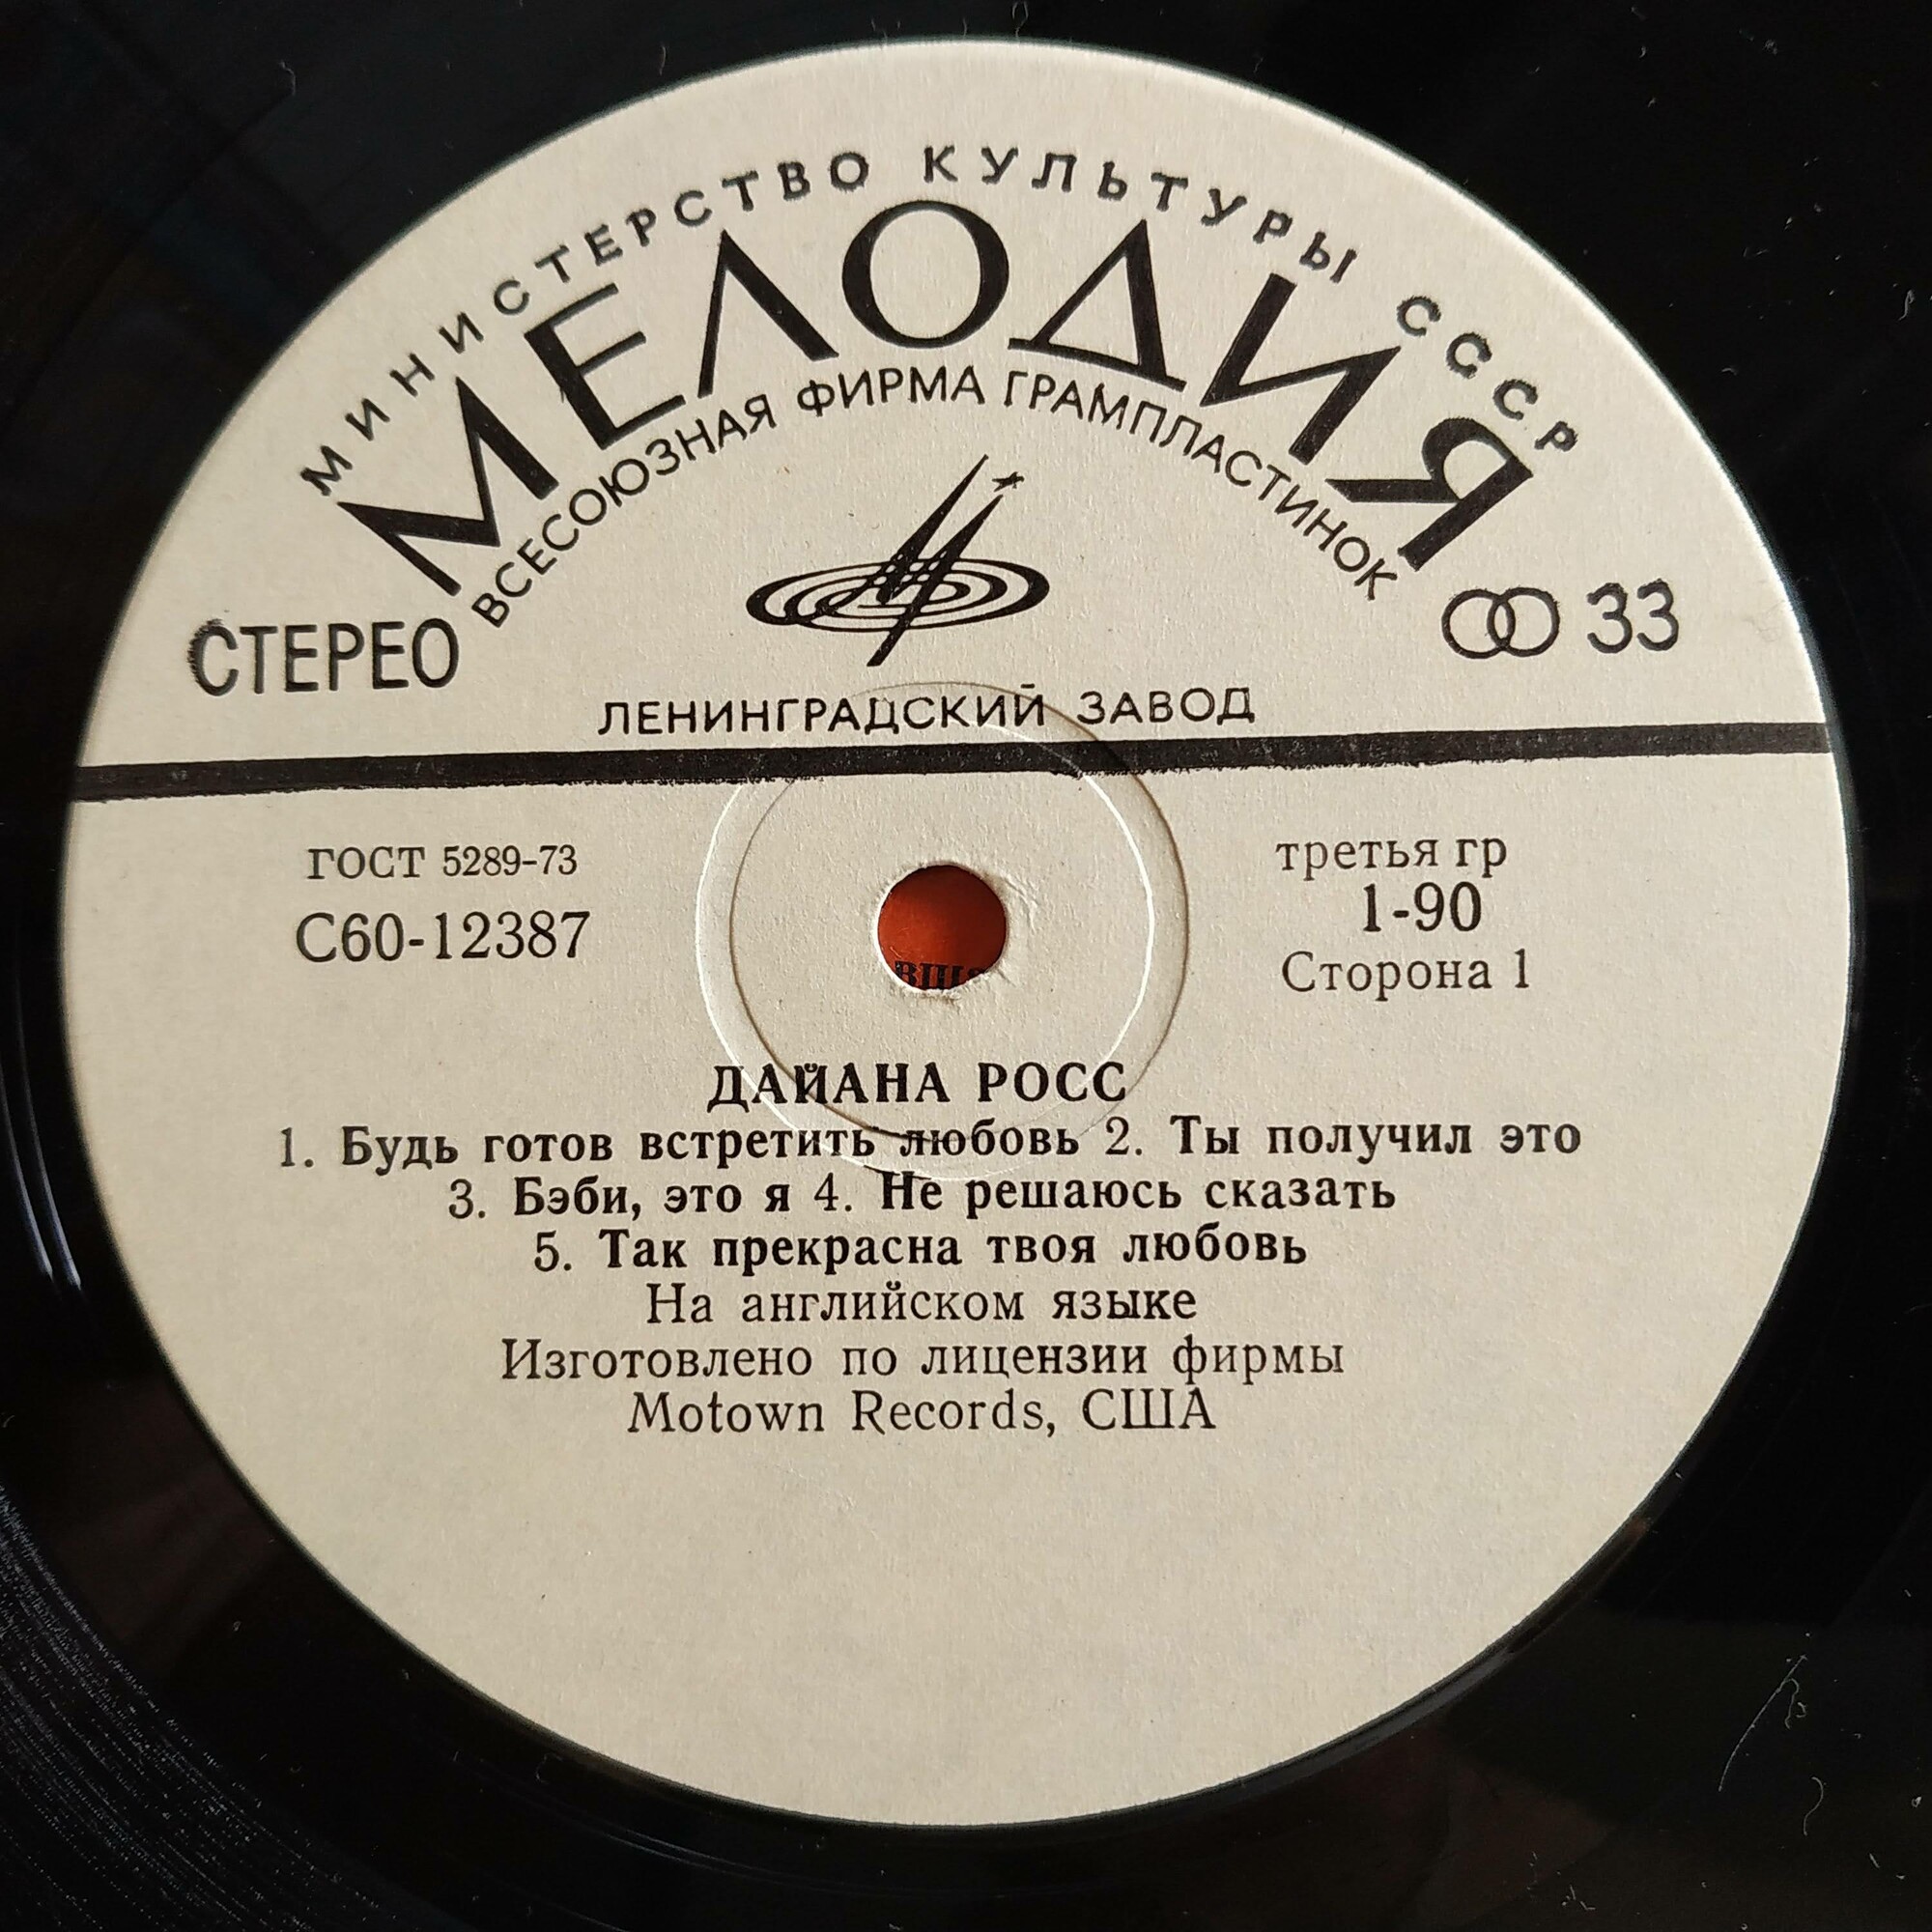 МИНИСТЕРСТВО КУЛЬТУРЫ СССР
МЕЛОДИЯ
ВСЕСОЮЗНАЯ ФИРМА ГРАМПЛАСТИНОК
СТЕРЕО
33
ЛЕНИНГРАДСКИЙ ЗАВОД
ГОСТ 5289-73
С60-12387
третья гр
1-90
Сторона 1
ДАЙАНА РОСС
1. Будь готов встретить любовь 2. Ты получил это
3. Бэби, это я 4. Не решаюсь сказать
5. Так прекрасна твоя любовь
На английском языке
Изготовлено по лицензии фирмы
Motown Records, США